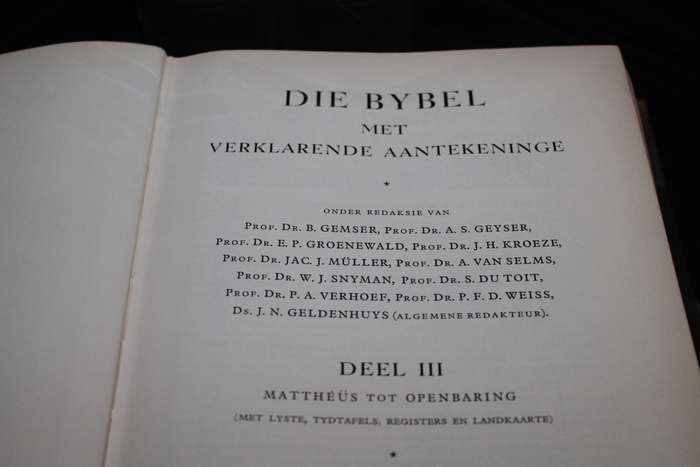 DIE BYBEL
MET
VERKLARENDE AANTEKENINGE
*
ONDER REDAKSIE VAN
PROF. DR. B. GEMSER, PROF. DR. A. S. GEYSER,
PROF. DR. E. P. GROENEWALD, PROF. DR. J. H. KROEZE,
PROF. DR. JAC. J. MÜLLER, PROF. DR. A. VAN SELMS,
PROF. DR. W. J. SNYMAN, PROF. DR. S. DU TOIT,
PROF. DR. P. A. VERHOEF, PROF. DR. P. F. D. WEISS,
DS. J. N. GELDENHUYS (ALGEMENE REDAKTEUR).
DEEL III
MATTHÉÜS TOT OPENBARING
(MET LYSTE, TYDTAFELS, REGISTERS EN LANDKAARTE)
*